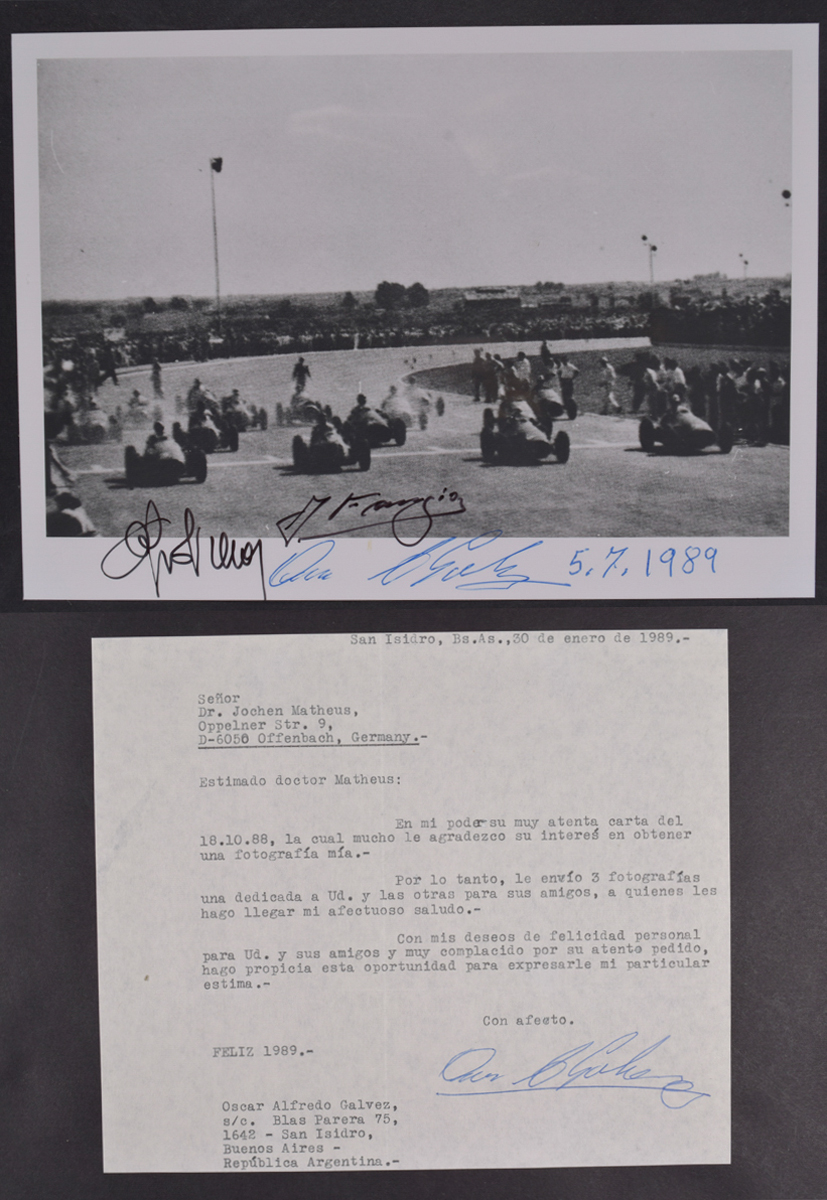 J M Fangio
5.7.1989
San Isidro, Bs.As.,30 de enero de 1989.-
Señor
Dr. Jochen Matheus,
Oppelner Str. 9,
D-6050 Offenbach, Germany.-
Estimado doctor Matheus:
En mi poder su muy atenta carta del
18.10.88, la cual mucho le agradezco su interés en obtener
una fotografía mía.-
Por lo tanto, le envío 3 fotografías
una dedicada a Ud. y las otras para sus amigos, a quienes les
hago llegar mi afectuoso saludo.-
Con mis deseos de felicidad personal
para Ud. y sus amigos y muy complacido por su atento pedido,
hago propicia esta oportunidad para expresarle mi particular
estima.-
Con afecto.
FELIZ 1989.-
Oscar Alfredo Galvez,
s/c. Blas Parera 75,
1642 - San Isidro,
Buenos Aires -
República Argentina.-